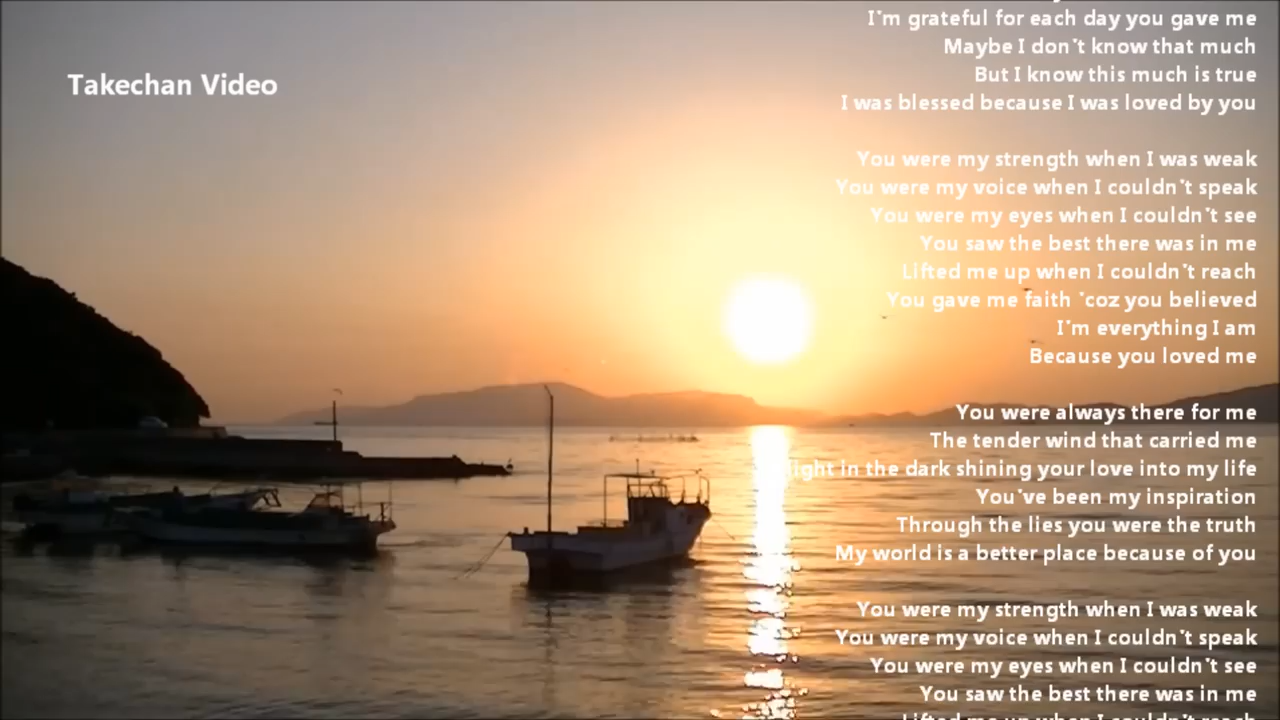 Takechan Video
I'm grateful for each day you gave me
Maybe I don't know that much
But I know this much is true
I was blessed because I was loved by you
You were my strength when I was weak
You were my voice when I couldn't speak
You were my eyes when I couldn't see
You saw the best there was in me
Lifted me up when I couldn't reach
You gave me faith 'coz you believed
I'm everything I am
Because you loved me
You were always there for me
The tender wind that carried me
light in the dark shining your love into my life
You've been my inspiration
Through the lies you were the truth
My world is a better place because of you
You were my strength when I was weak
You were my voice when I couldn't speak
You were my eyes when I couldn't see
You saw the best there was in me
Lifted me up when I couldn't reach